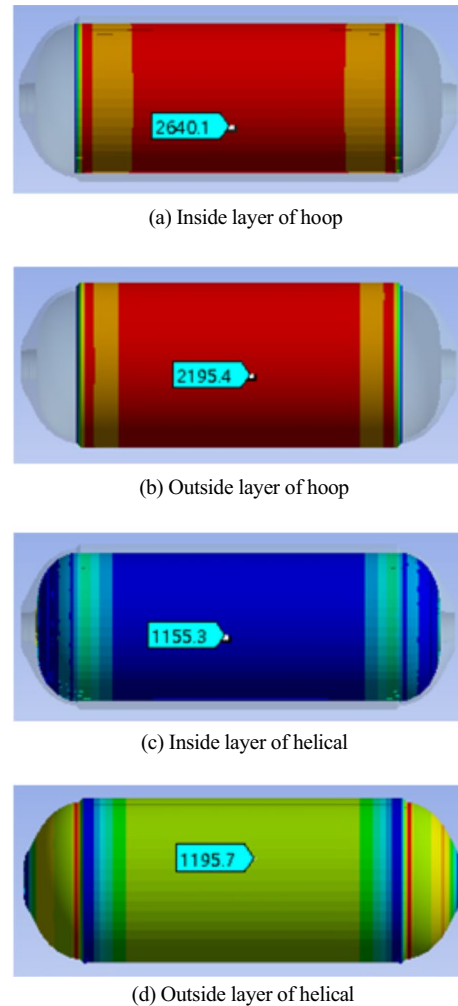 2640.1
(a) Inside layer of hoop
2195.4
(b) Outside layer of hoop
1155.3
(c) Inside layer of helical
1195.7
(d) Outside layer of helical